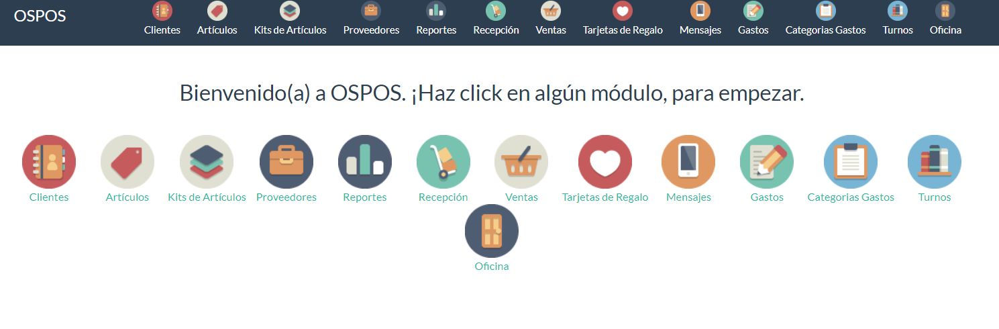 OSPOS
Clientes Artículos Kits de Artículos Proveedores Reportes Recepción Ventas Tarjetas de Regalo Mensajes Gastos Categorias Gastos Turnos Oficina
Bienvenido(a) a OSPOS. ¡Haz click en algún módulo, para empezar.
Clientes Artículos Kits de Artículos Proveedores Reportes Recepción Ventas Tarjetas de Regalo Mensajes Gastos Categorias Gastos Turnos
Oficina